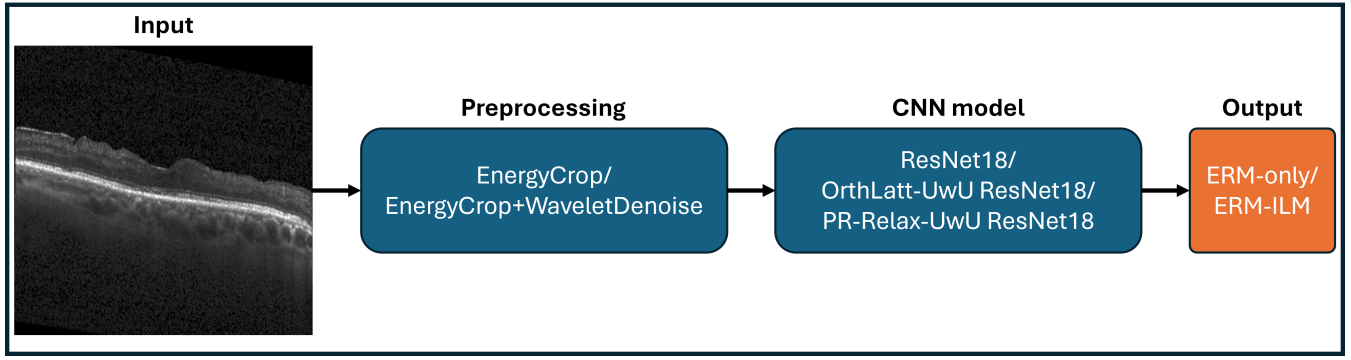 Input
Preprocessing
EnergyCrop/
EnergyCrop+WaveletDenoise
CNN model
ResNet18/
OrthLatt-UwU ResNet18/
PR-Relax-UwU ResNet18
Output
ERM-only/
ERM-ILM